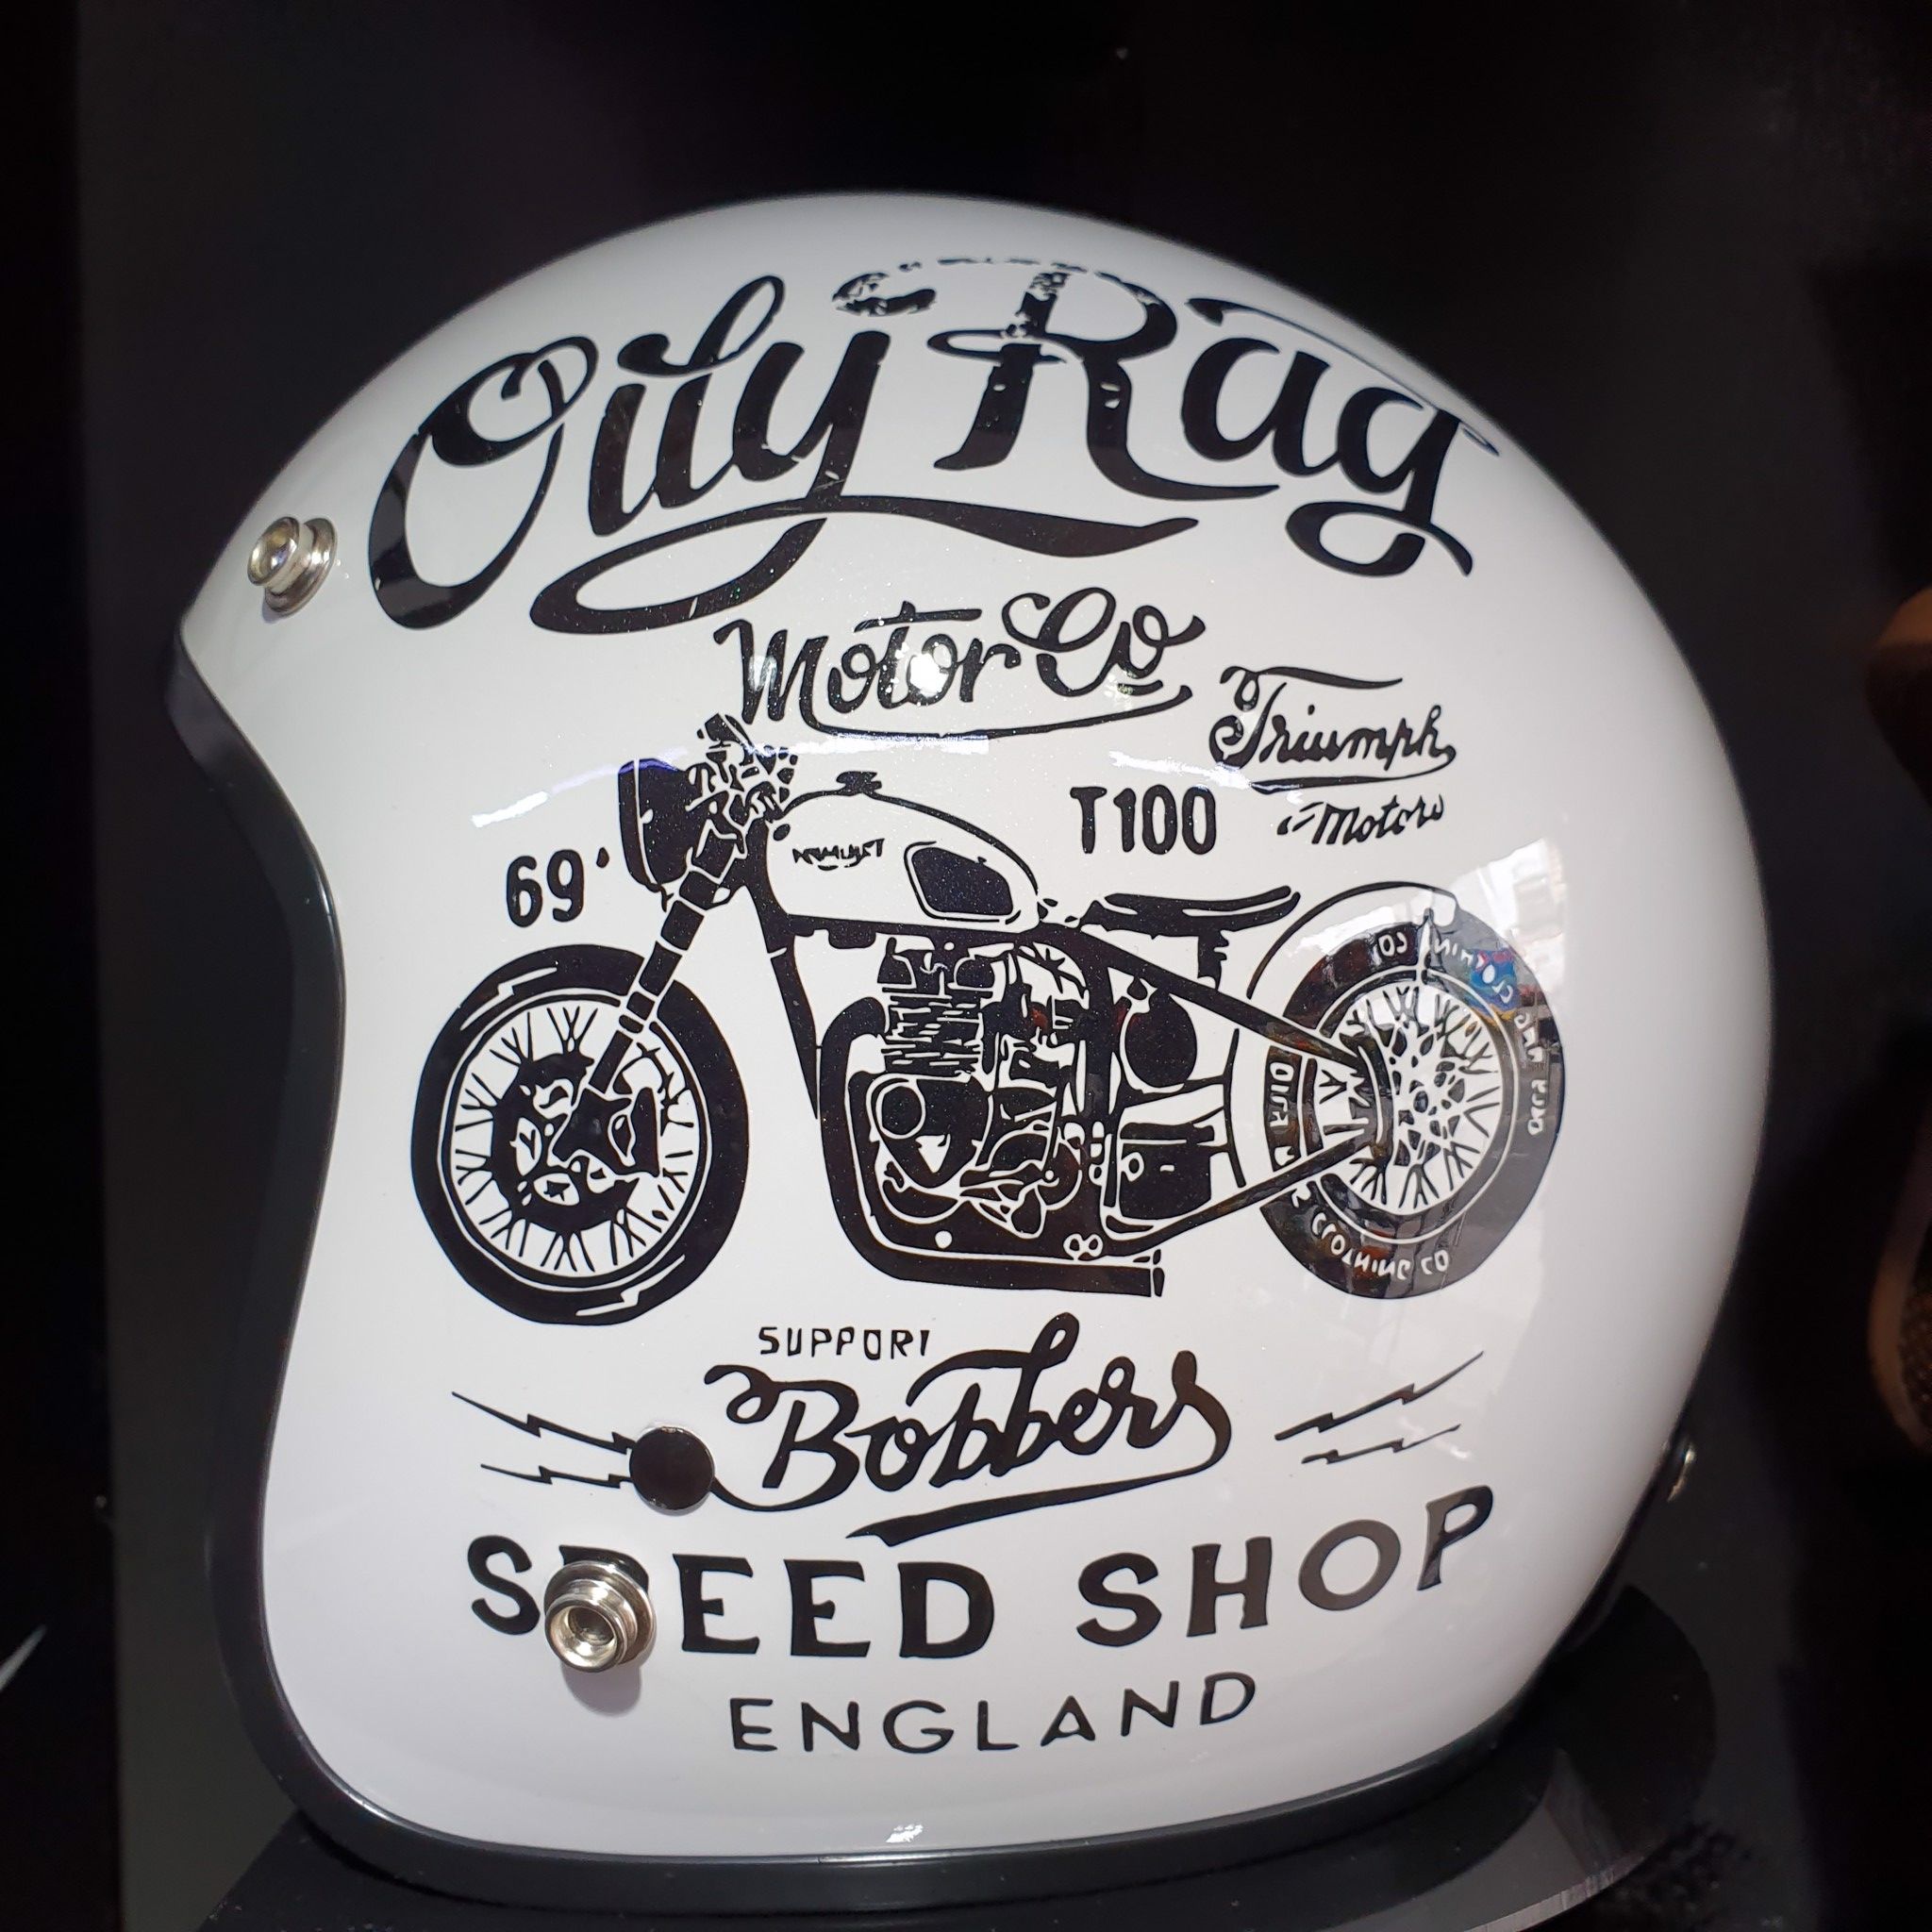 Oily Rag
Motor Co
Triumph
Motors
T100
69'
SUPPORT
Bobbers
SPEED SHOP
ENGLAND